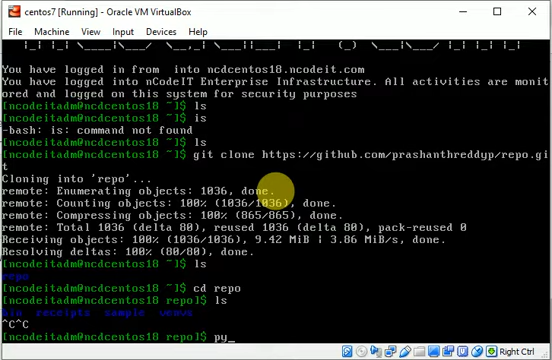 centos7 [Running] - Oracle VM VirtualBox
File Machine View Input Devices Help
You have logged in from  into ncdcentos18.ncodeit.com
You have logged into nCodeIT Enterprise Infrastructure. All activities are monit
ored and logged on this system for security purposes
[ncodeitadm@ncdcentos18 ~]$ ls
[ncodeitadm@ncdcentos18 ~]$ is
-bash: is: command not found
[ncodeitadm@ncdcentos18 ~]$ ls
[ncodeitadm@ncdcentos18 ~]$ git clone https://github.com/prashanthreddyp/repo.gi
t
Cloning into 'repo'...
remote: Enumerating objects: 1036, done.
remote: Counting objects: 100% (1036/1036), done.
remote: Compressing objects: 100% (865/865), done.
remote: Total 1036 (delta 80), reused 1036 (delta 80), pack-reused 0
Receiving objects: 100% (1036/1036), 9.42 MiB | 3.86 MiB/s, done.
Resolving deltas: 100% (80/80), done.
[ncodeitadm@ncdcentos18 ~]$ ls
repo
[ncodeitadm@ncdcentos18 ~]$ cd repo
[ncodeitadm@ncdcentos18 repo]$ ls
bin receipts sample venvs
^C^C
[ncodeitadm@ncdcentos18 repo]$ py_
Right Ctrl